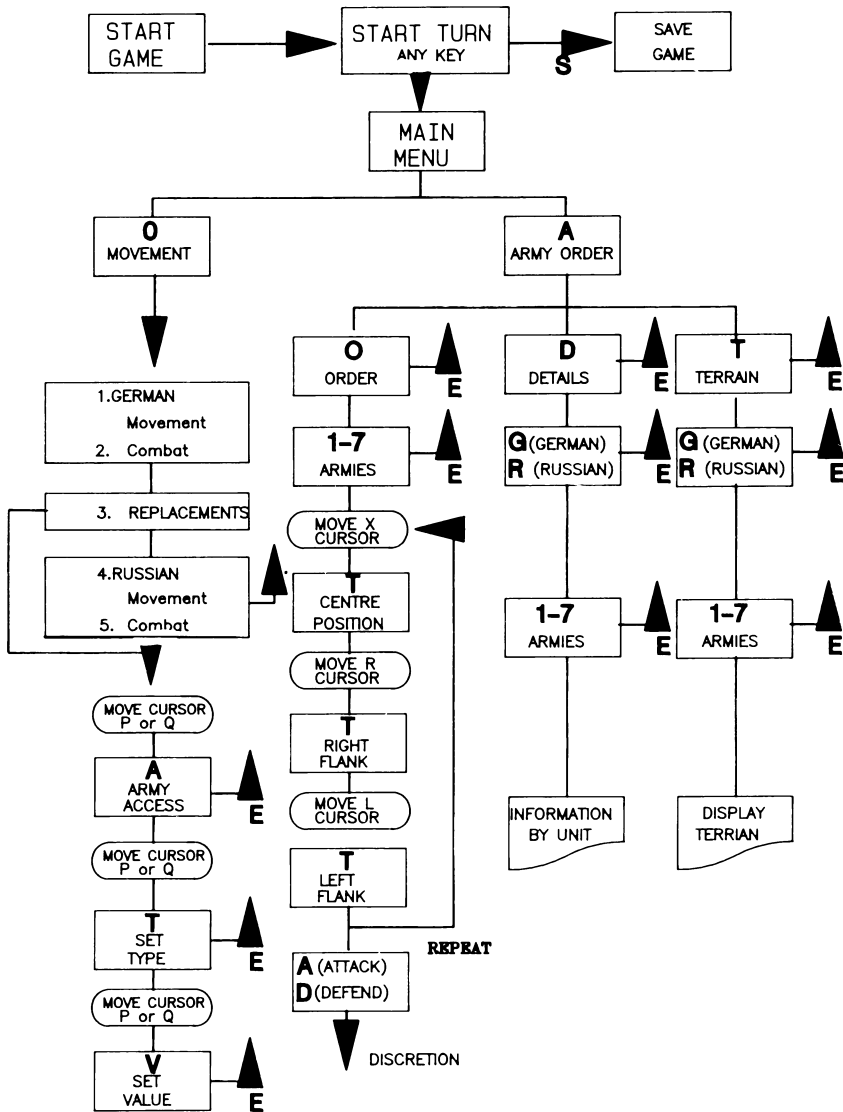 START
GAME
START TURN
ANY KEY
S
SAVE
GAME
MAIN
MENU
O
MOVEMENT
A
ARMY ORDER
1.GERMAN
Movement
2. Combat
3. REPLACEMENTS
4.RUSSIAN
Movement
5. Combat
MOVE CURSOR
P or Q
A
ARMY
ACCESS
E
MOVE CURSOR
P or Q
T
SET
TYPE
E
MOVE CURSOR
P or Q
V
SET
VALUE
E
O
ORDER
E
1-7
ARMIES
E
MOVE X
CURSOR
T
CENTRE
POSITION
MOVE R
CURSOR
T
RIGHT
FLANK
MOVE L
CURSOR
T
LEFT
FLANK
REPEAT
A (ATTACK)
D (DEFEND)
DISCRETION
D
DETAILS
E
G (GERMAN)
R (RUSSIAN)
E
1-7
ARMIES
E
INFORMATION
BY UNIT
T
TERRAIN
E
G (GERMAN)
R (RUSSIAN)
E
1-7
ARMIES
E
DISPLAY
TERRIAN